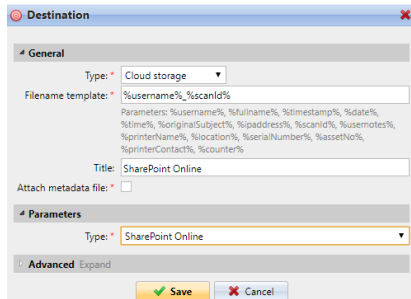 Destination
General
Type: * Cloud storage
Filename template: * %username%_%scanId%
Parameters: %username%, %fullname%, %timestamp%, %date%,
%time%, %originalSubject%, %ipaddress%, %scanId%, %usernotes%,
%printerName%, %location%, %serialNumber%, %assetNo%,
%printerContact%, %counter%
Title: SharePoint Online
Attach metadata file: *
Parameters
Type: * SharePoint Online
Advanced Expand
Save Cancel